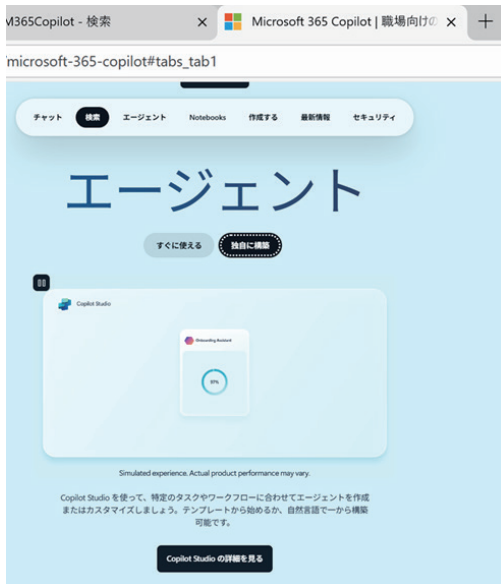 M365Copilot - 検索
Microsoft 365 Copilot | 職場向けの
/microsoft-365-copilot#tabs_tab1
チャット 検索 エージェント Notebooks 作成する 最新情報 セキュリティ
エージェント
すぐに使える 独自に構築
Copilot Studio
Onboarding Assistant
Simulated experience. Actual product performance may vary.
Copilot Studio を使って、特定のタスクやワークフローに合わせてエージェントを作成
またはカスタマイズしましょう。テンプレートから始めるか、自然言語で一から構築
可能です。
Copilot Studio の詳細を見る